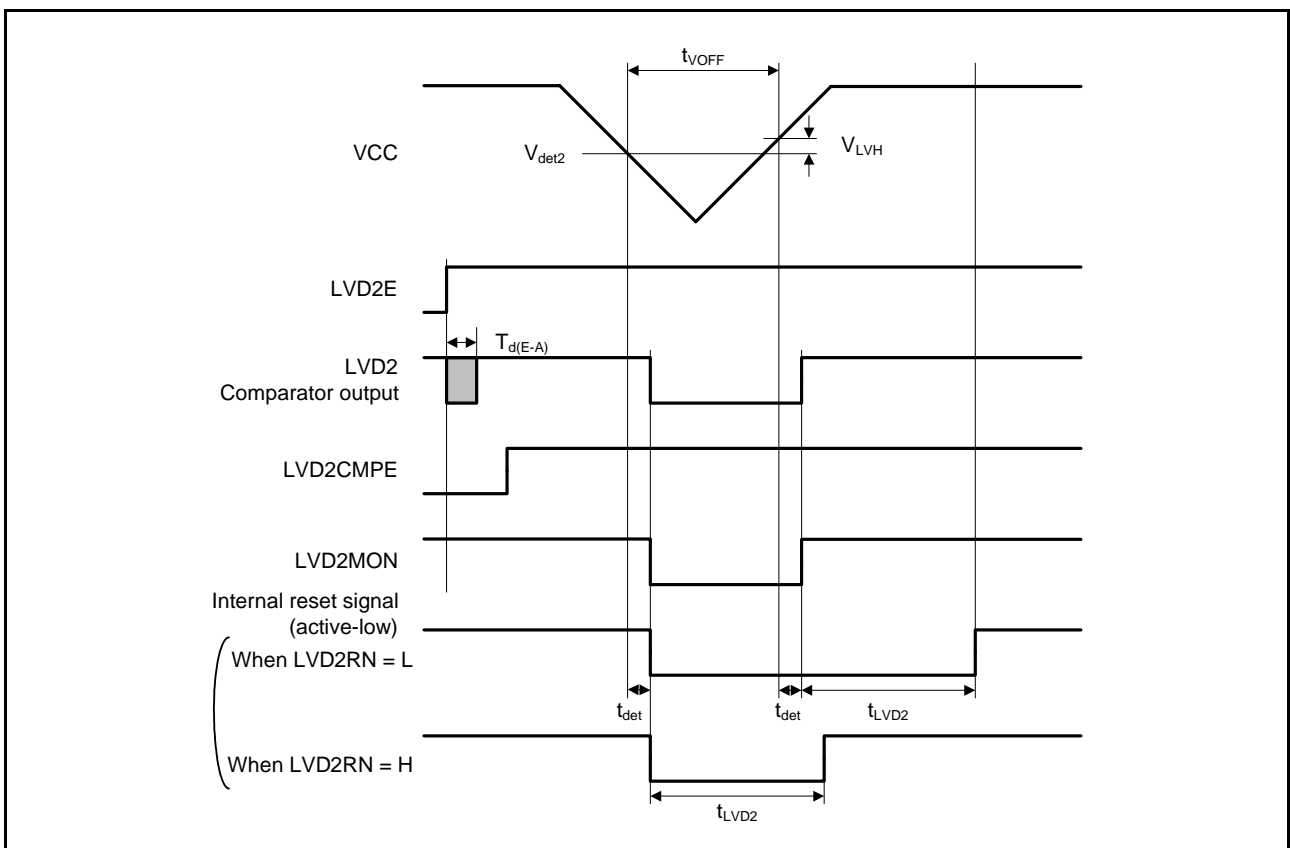 tVOFF
VCC
Vdet2
VLVH
LVD2E
Td(E-A)
LVD2
Comparator output
LVD2CMPE
LVD2MON
Internal reset signal
(active-low)
When LVD2RN = L
tdet
tdet
tLVD2
When LVD2RN = H
tLVD2